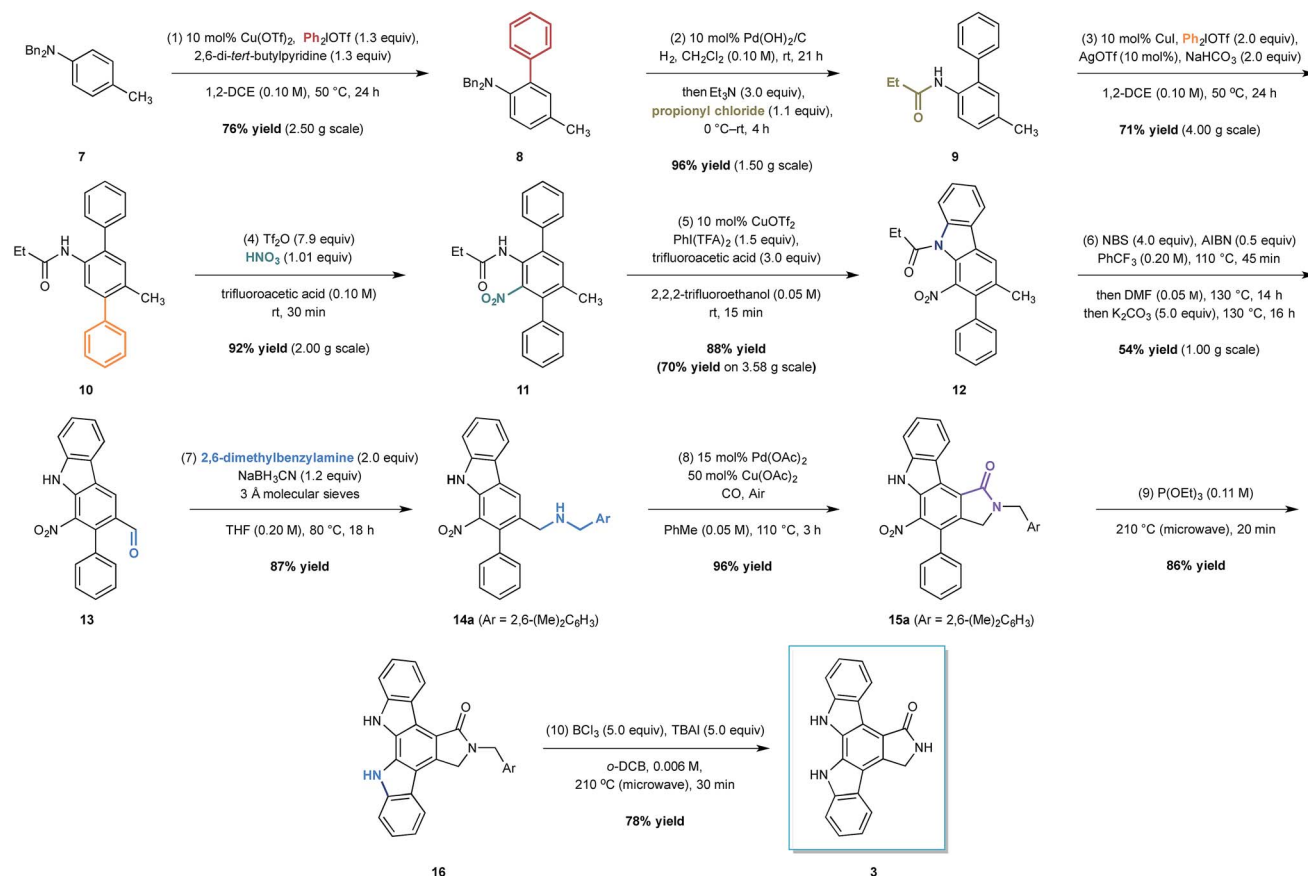 Bn2N
CH3
7
(1) 10 mol% Cu(OTf)2, Ph2IOTf (1.3 equiv),
2,6-di-tert-butylpyridine (1.3 equiv)
1,2-DCE (0.10 M), 50 °C, 24 h
76% yield (2.50 g scale)
Bn2N
CH3
8
(2) 10 mol% Pd(OH)2/C
H2, CH2Cl2 (0.10 M), rt, 21 h
then Et3N (3.0 equiv),
propionyl chloride (1.1 equiv),
0 °C–rt, 4 h
96% yield (1.50 g scale)
Et
H
N
O
CH3
9
(3) 10 mol% CuI, Ph2IOTf (2.0 equiv),
AgOTf (10 mol%), NaHCO3 (2.0 equiv)
1,2-DCE (0.10 M), 50 °C, 24 h
71% yield (4.00 g scale)
Et
H
N
O
CH3
10
(4) Tf2O (7.9 equiv)
HNO3 (1.01 equiv)
trifluoroacetic acid (0.10 M)
rt, 30 min
92% yield (2.00 g scale)
Et
H
N
O
O2N
CH3
11
(5) 10 mol% CuOTf2
PhI(TFA)2 (1.5 equiv),
trifluoroacetic acid (3.0 equiv)
2,2,2-trifluoroethanol (0.05 M)
rt, 15 min
88% yield
(70% yield on 3.58 g scale)
Et
N
O
NO2
CH3
12
(6) NBS (4.0 equiv), AIBN (0.5 equiv)
PhCF3 (0.20 M), 110 °C, 45 min
then DMF (0.05 M), 130 °C, 14 h
then K2CO3 (5.0 equiv), 130 °C, 16 h
54% yield (1.00 g scale)
HN
NO2
O
13
(7) 2,6-dimethylbenzylamine (2.0 equiv)
NaBH3CN (1.2 equiv)
3 Å molecular sieves
THF (0.20 M), 80 °C, 18 h
87% yield
HN
O2N
H
N
Ar
14a (Ar = 2,6-(Me)2C6H3)
(8) 15 mol% Pd(OAc)2
50 mol% Cu(OAc)2
CO, Air
PhMe (0.05 M), 110 °C, 3 h
96% yield
HN
O
N
Ar
NO2
15a (Ar = 2,6-(Me)2C6H3)
(9) P(OEt)3 (0.11 M)
210 °C (microwave), 20 min
86% yield
HN
O
N
Ar
HN
16
(10) BCl3 (5.0 equiv), TBAI (5.0 equiv)
o-DCB, 0.006 M,
210 °C (microwave), 30 min
78% yield
HN
O
NH
HN
3